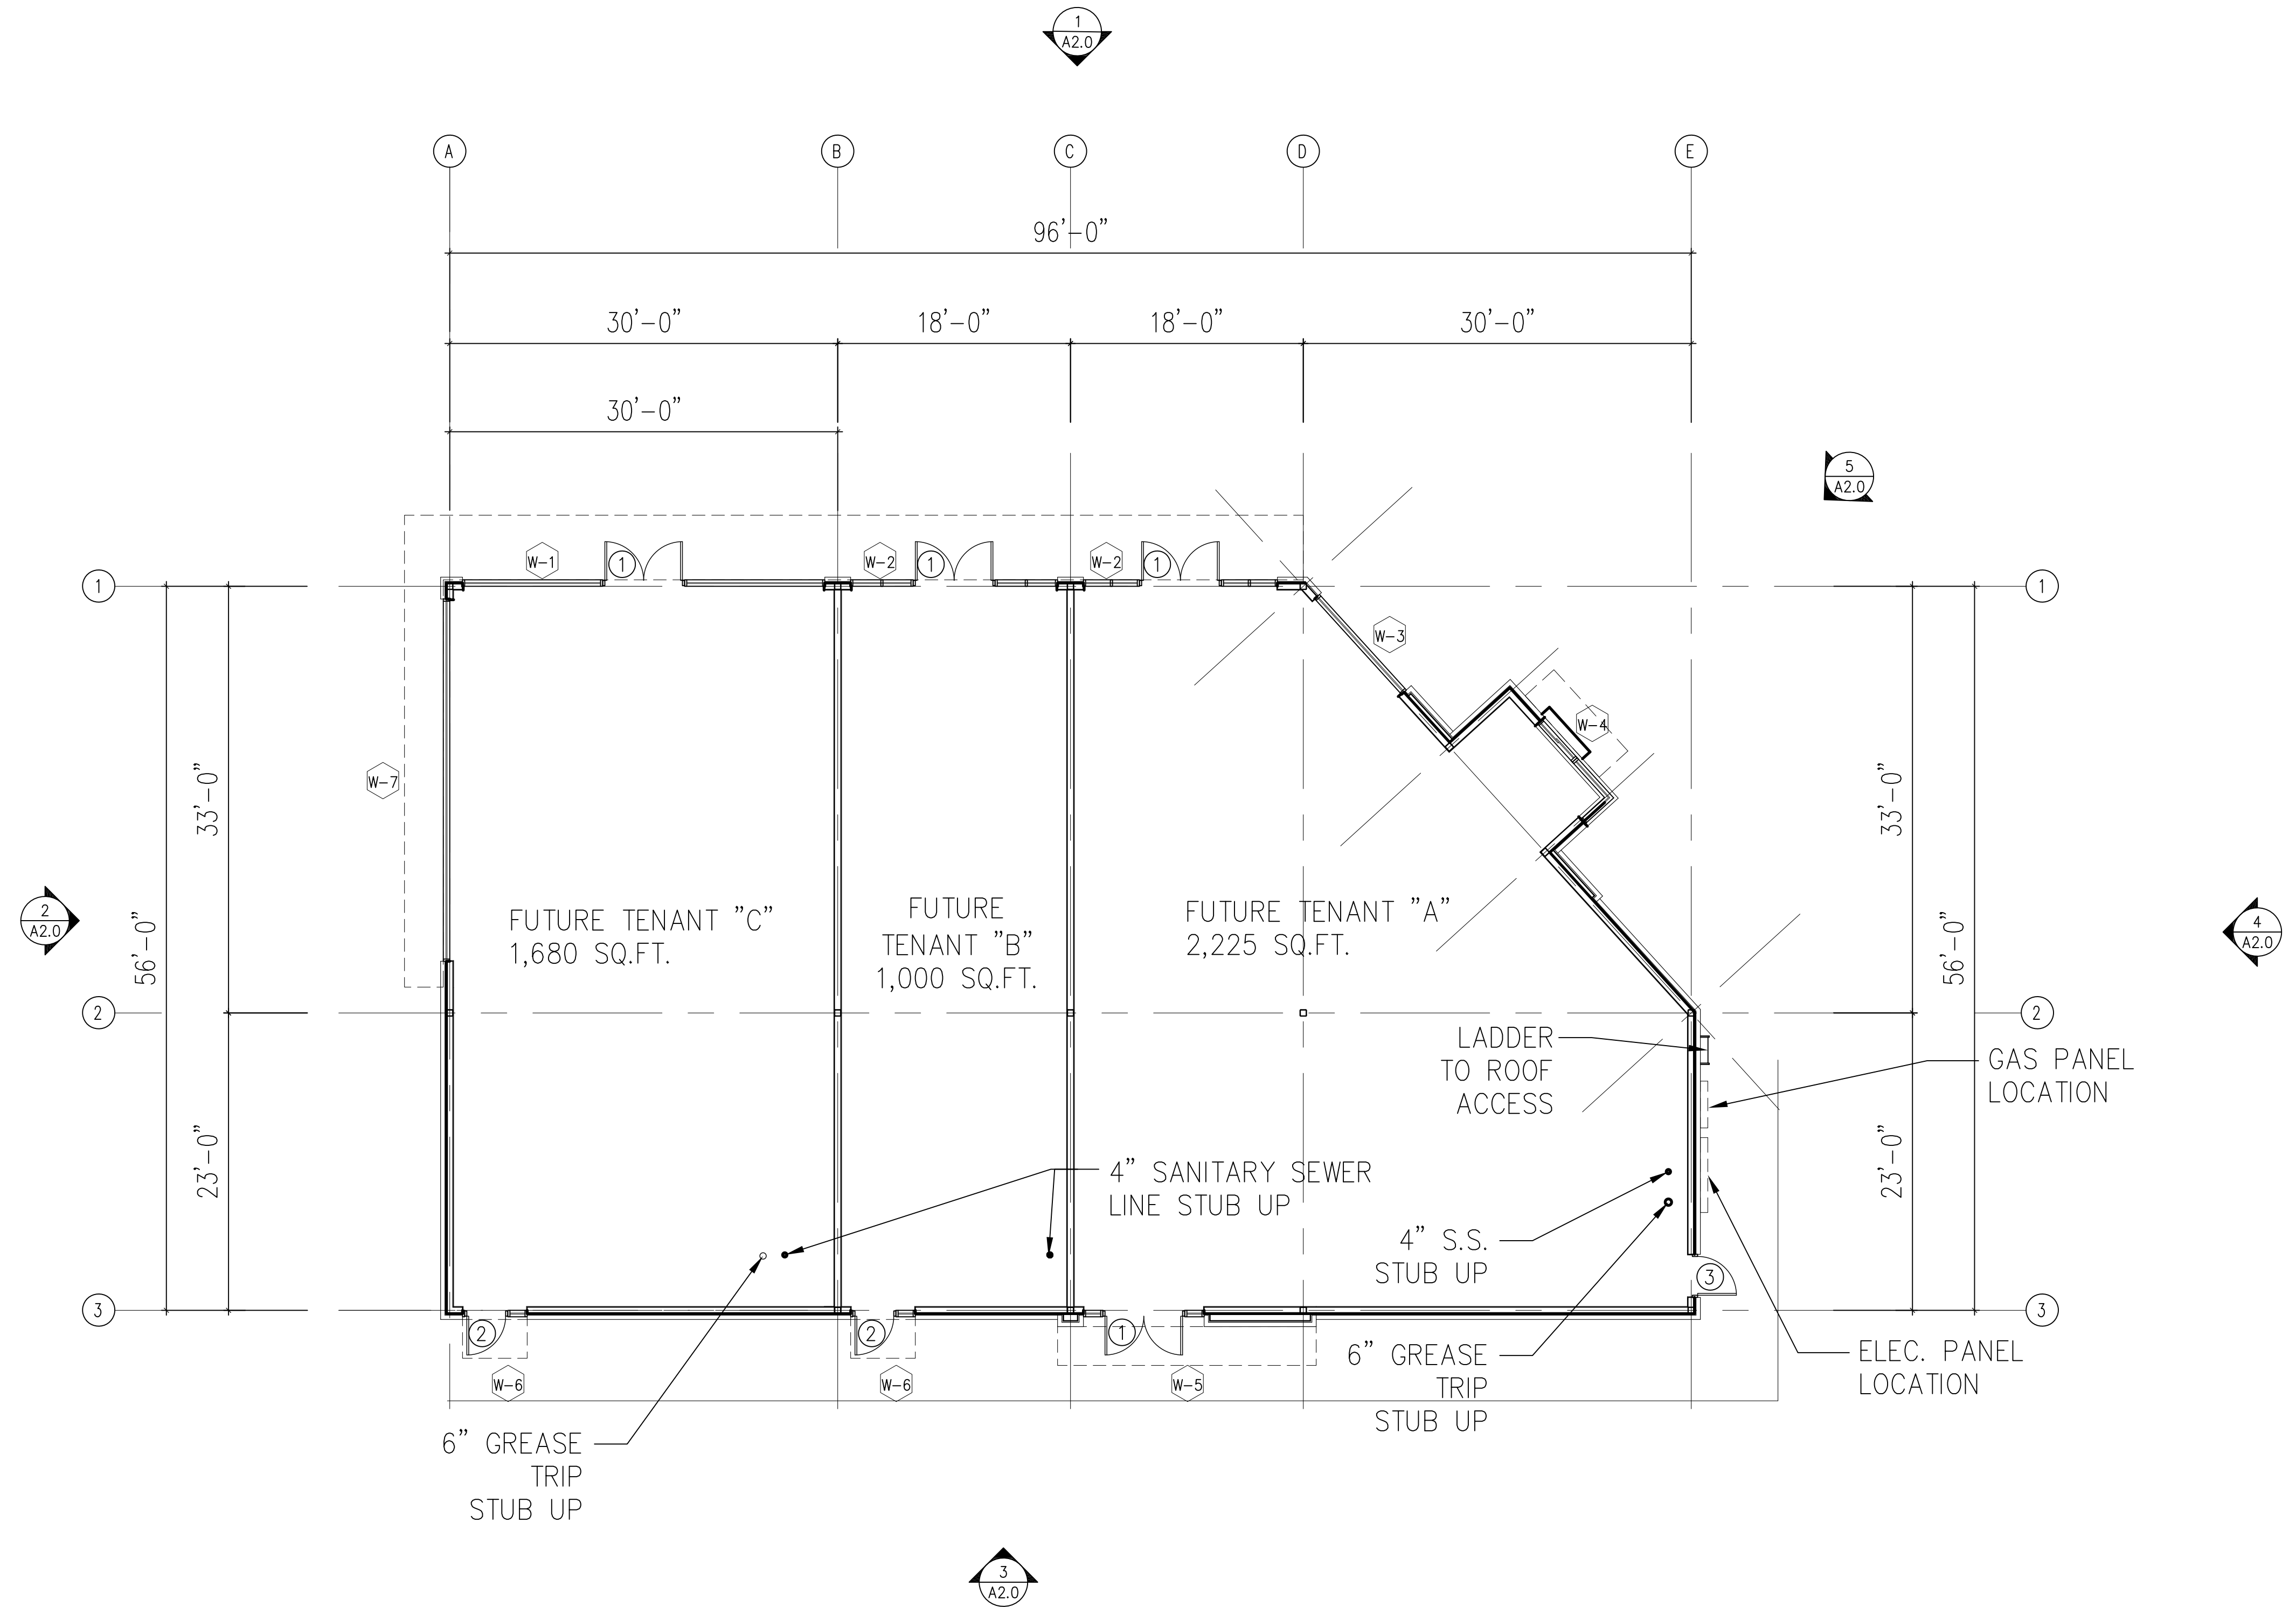 1
A2.0
A
B
C
D
E
96'-0"
30'-0"
18'-0"
18'-0"
30'-0"
30'-0"
5
A2.0
W-1
1
W-2
1
W-2
1
1
1
W-3
W-4
W-7
33'-0"
33'-0"
2
A2.0
56'-0"
FUTURE TENANT "C"
1,680 SQ.FT.
FUTURE
TENANT "B"
1,000 SQ.FT.
FUTURE TENANT "A"
2,225 SQ.FT.
56'-0"
4
A2.0
2
2
LADDER
TO ROOF
ACCESS
GAS PANEL
LOCATION
23'-0"
23'-0"
4" SANITARY SEWER
LINE STUB UP
4" S.S.
STUB UP
3
3
3
2
2
1
6" GREASE
TRIP
STUB UP
ELEC. PANEL
LOCATION
W-6
W-6
W-5
6" GREASE
TRIP
STUB UP
3
A2.0